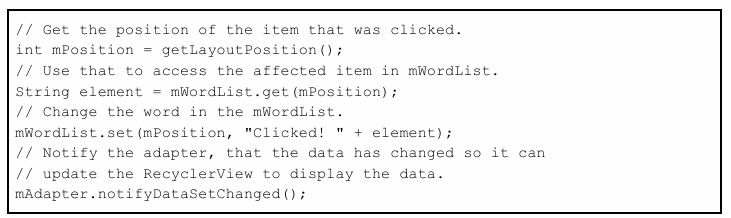 // Get the position of the item that was clicked.
int mPosition = getLayoutPosition();
// Use that to access the affected item in mWordList.
String element = mWordList.get(mPosition);
// Change the word in the mWordList.
mWordList.set(mPosition, "Clicked! " + element);
// Notify the adapter, that the data has changed so it can
// update the RecyclerView to display the data.
mAdapter.notifyDataSetChanged();